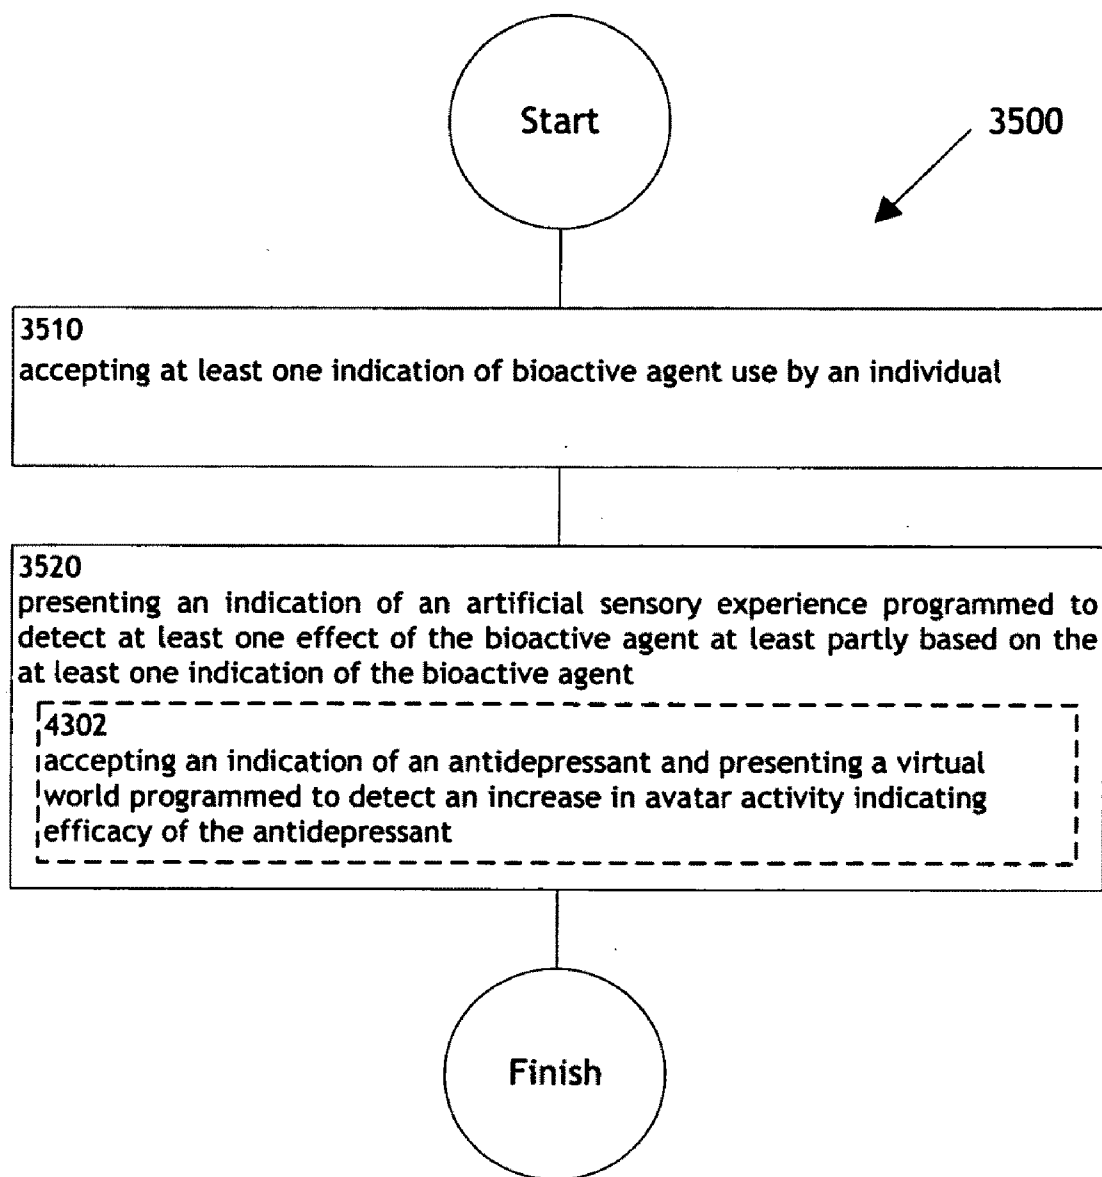 Start
3500
3510
accepting at least one indication of bioactive agent use by an individual
3520
presenting an indication of an artificial sensory experience programmed to
detect at least one effect of the bioactive agent at least partly based on the
at least one indication of the bioactive agent
4302
accepting an indication of an antidepressant and presenting a virtual
world programmed to detect an increase in avatar activity indicating
efficacy of the antidepressant
Finish